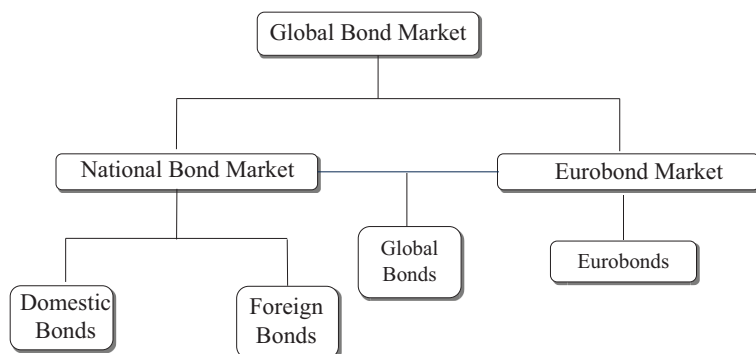 Global Bond Market
National Bond Market
Eurobond Market
Global
Bonds
Eurobonds
Domestic
Bonds
Foreign
Bonds